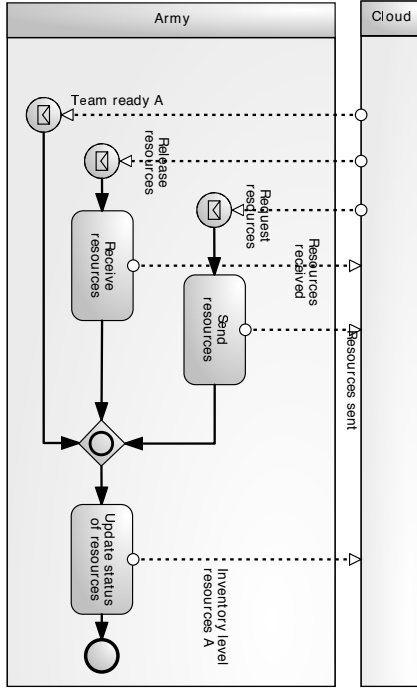 Army
Cloud
Team ready A
Release
resources
Request
resources
Receive
resources
Resources
received
Send
resources
Resources sent
Update status
of resources
Inventory level
resources A